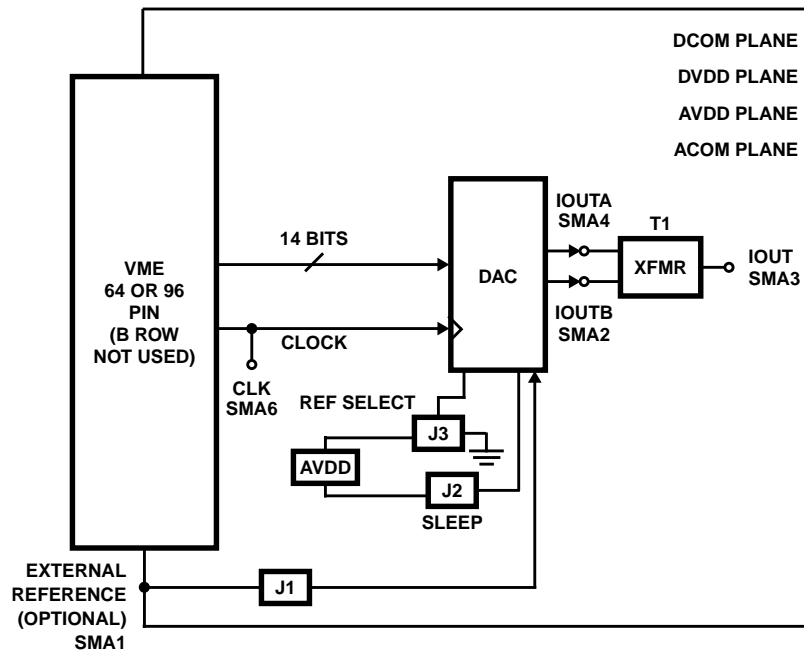 DCOM PLANE
DVDD PLANE
AVDD PLANE
ACOM PLANE
VME
64 OR 96
PIN
(B ROW
NOT USED)
14 BITS
CLOCK
CLK
SMA6
DAC
IOUTA
SMA4
IOUTB
SMA2
T1
XFMR
IOUT
SMA3
REF SELECT
J3
AVDD
J2
SLEEP
J1
EXTERNAL
REFERENCE
(OPTIONAL)
SMA1